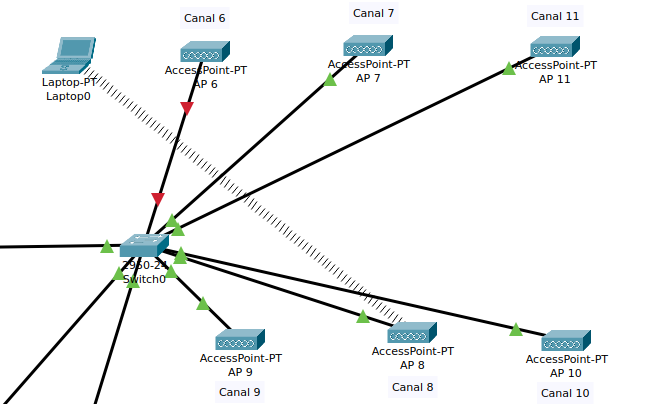 Canal 6
Canal 7
Canal 11
Laptop-PT
Laptop0
AccessPoint-PT
AP 6
AccessPoint-PT
AP 7
AccessPoint-PT
AP 11
2950-24
Switch0
AccessPoint-PT
AP 9
Canal 9
AccessPoint-PT
AP 8
Canal 8
AccessPoint-PT
AP 10
Canal 10